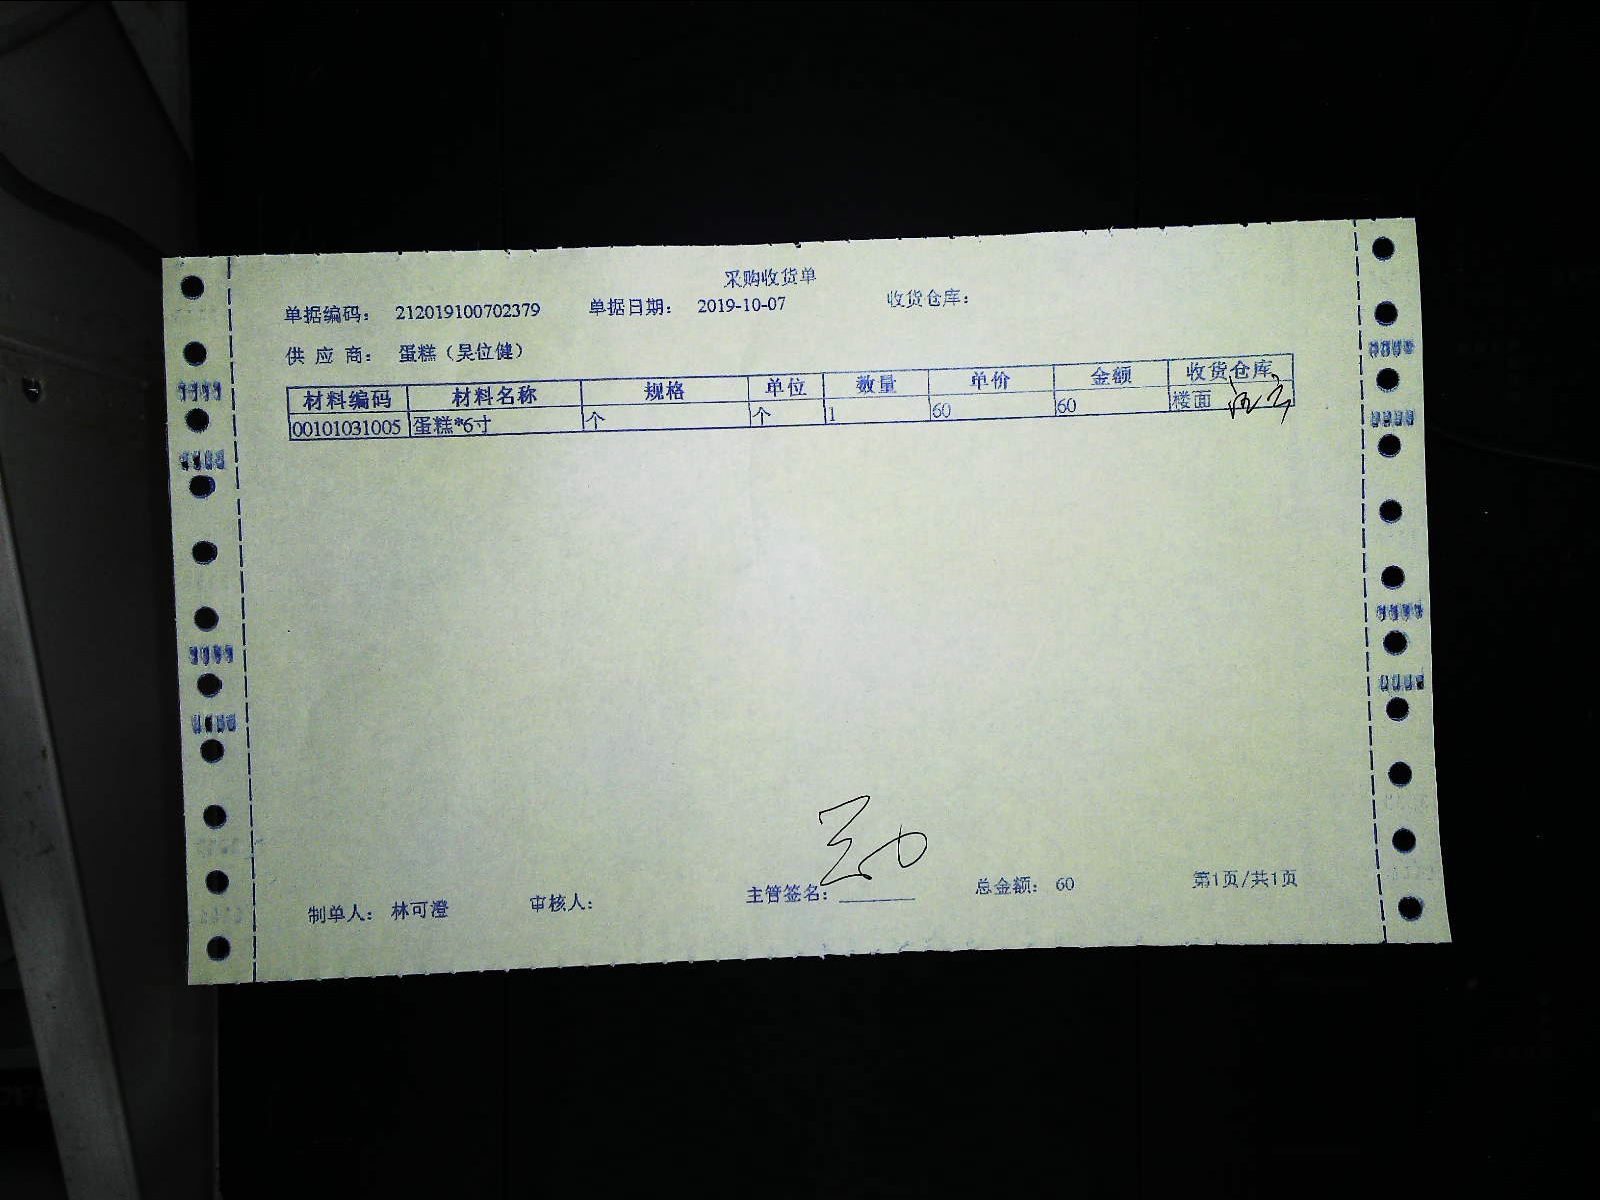 采购收货单
单据编码： 212019100702379 单据日期： 2019-10-07 收货仓库：
供 应 商： 蛋糕（吴位健）
材料编码 材料名称 规格 单位 数量 单价 金额 收货仓库
00101031005 蛋糕*6寸 个 个 1 60 60 楼面
制单人： 林可澄 审核人： 主管签名：________ 总金额： 60 第1页/共1页